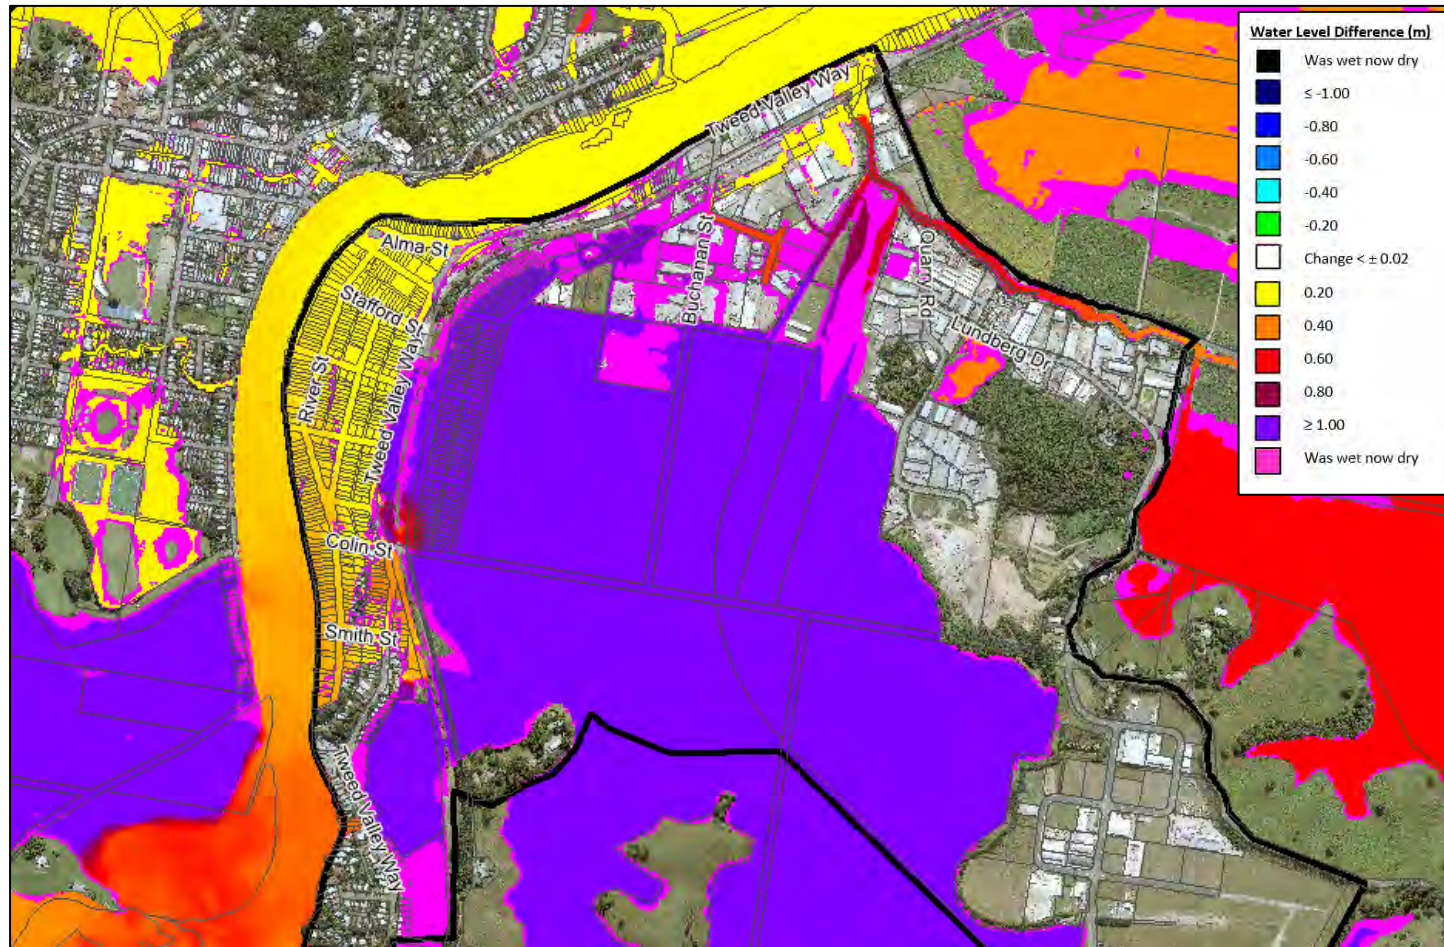 Water Level Difference (m)
Was wet now dry
≤ -1.00
-0.80
-0.60
-0.40
-0.20
Change < ± 0.02
0.20
0.40
0.60
0.80
≥ 1.00
Was wet now dry
Tweed Valley Way
Alma St
Stafford St
River St
Tweed Valley Way
Buchanan St
Quarry Rd
Lundberg Dr
Colin St
Smith St
Tweed Valley Way